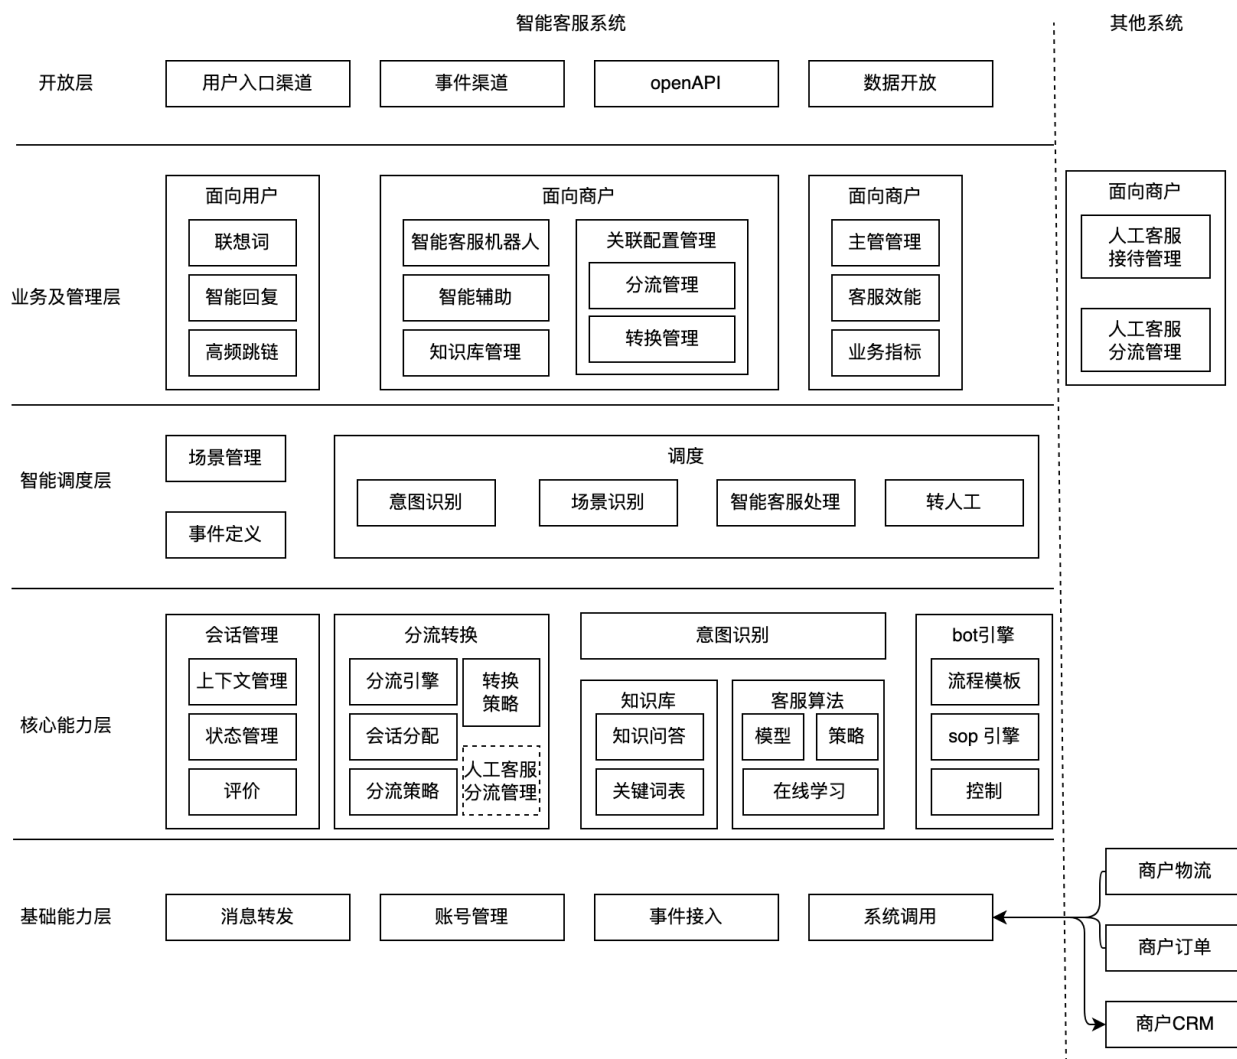 智能客服系统
其他系统
开放层
用户入口渠道
事件渠道
openAPI
数据开放
业务及管理层
面向用户
联想词
智能回复
高频跳链
面向商户
智能客服机器人
智能辅助
知识库管理
关联配置管理
分流管理
转换管理
面向商户
主管管理
客服效能
业务指标
面向商户
人工客服
接待管理
人工客服
分流管理
智能调度层
场景管理
事件定义
调度
意图识别
场景识别
智能客服处理
转人工
核心能力层
会话管理
上下文管理
状态管理
评价
分流转换
分流引擎
会话分配
分流策略
转换
策略
人工客服
分流管理
意图识别
知识库
知识问答
关键词表
客服算法
模型
策略
在线学习
bot引擎
流程模板
sop 引擎
控制
基础能力层
消息转发
账号管理
事件接入
系统调用
商户物流
商户订单
商户CRM